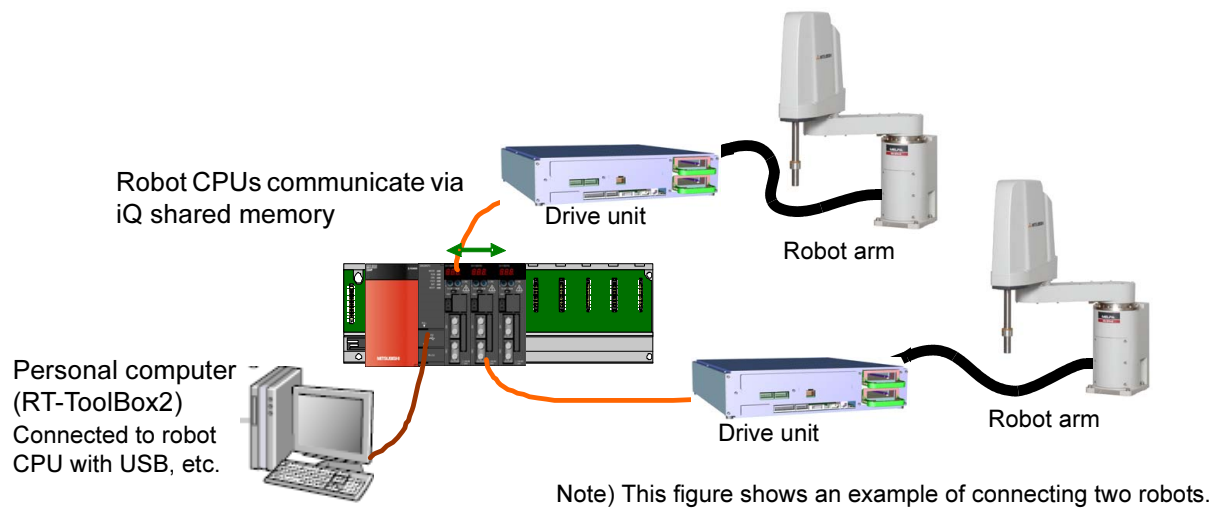 Robot CPUs communicate via
iQ shared memory
Drive unit
Robot arm
MITSUBISHI
Personal computer
(RT-ToolBox2)
Connected to robot
CPU with USB, etc.
Drive unit
Robot arm
Note) This figure shows an example of connecting two robots.